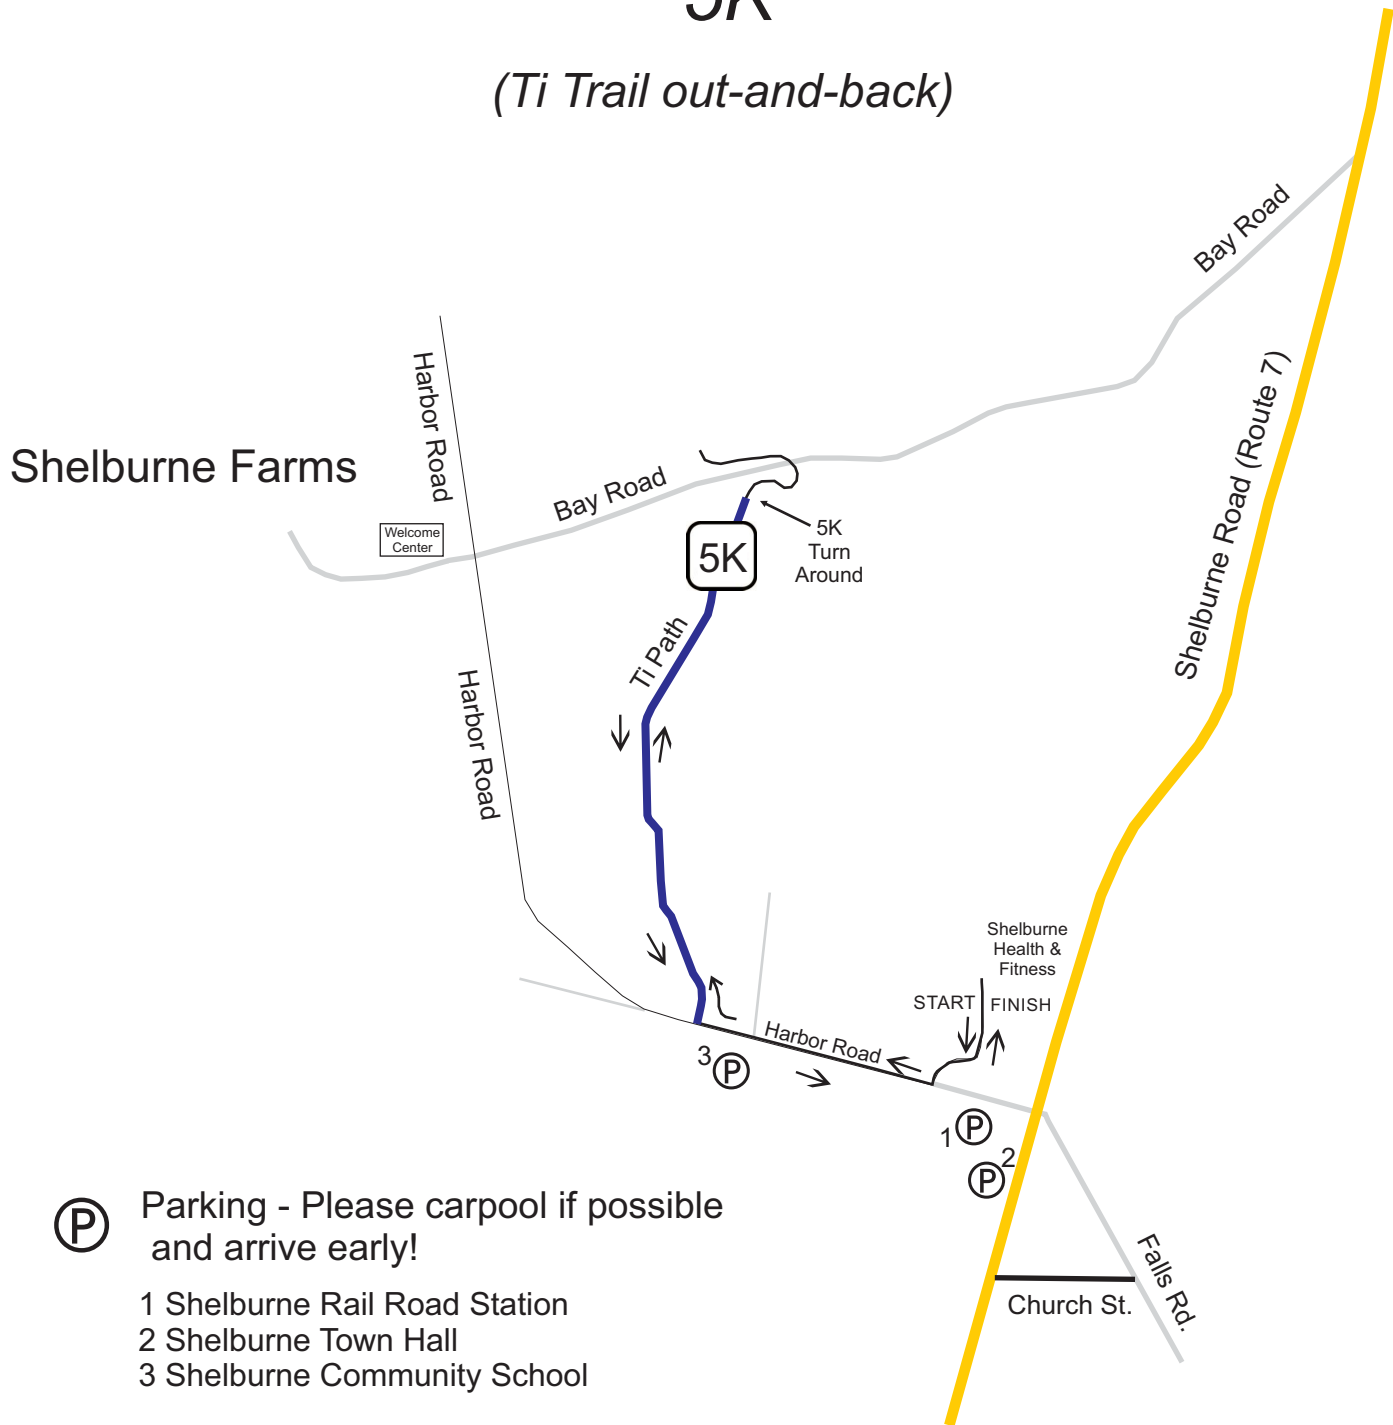 5K
(Ti Trail out-and-back)
Bay Road
Shelburne Road (Route 7)
Harbor Road
Shelburne Farms
Bay Road
Welcome
Center
5K
5K
Turn
Around
Ti Path
Harbor Road
Shelburne
Health &
Fitness
START
FINISH
Harbor Road
3 P
1 P
2
P
P
Parking - Please carpool if possible
and arrive early!
1 Shelburne Rail Road Station
2 Shelburne Town Hall
3 Shelburne Community School
Falls Rd.
Church St.